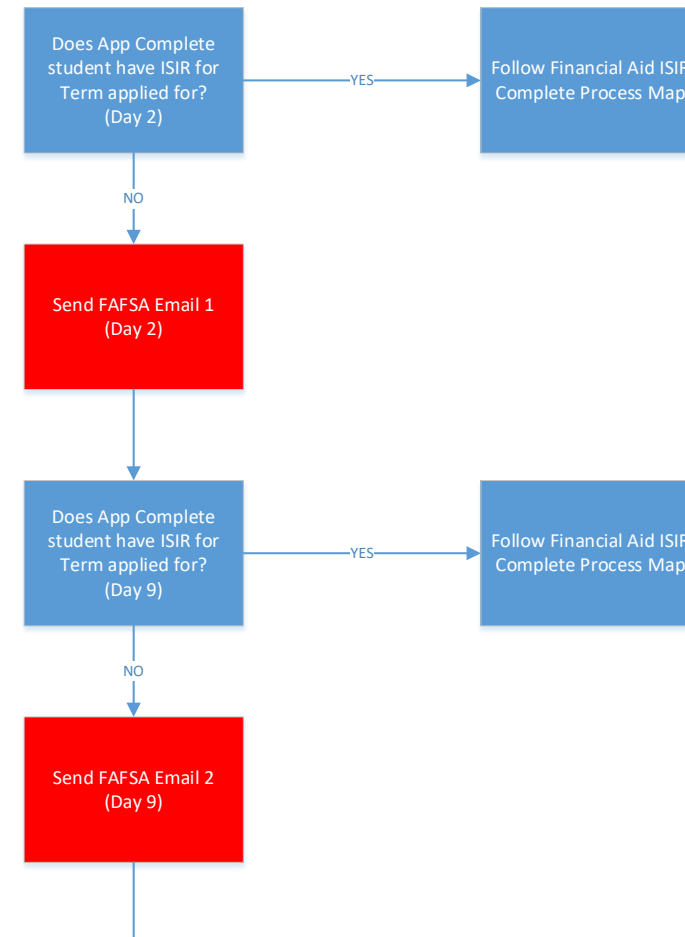 Does App Complete
student have ISIR for
Term applied for?
(Day 2)
YES
Follow Financial Aid ISIR
Complete Process Map
NO
Send FAFSA Email 1
(Day 2)
Does App Complete
student have ISIR for
Term applied for?
(Day 9)
YES
Follow Financial Aid ISIR
Complete Process Map
NO
Send FAFSA Email 2
(Day 9)